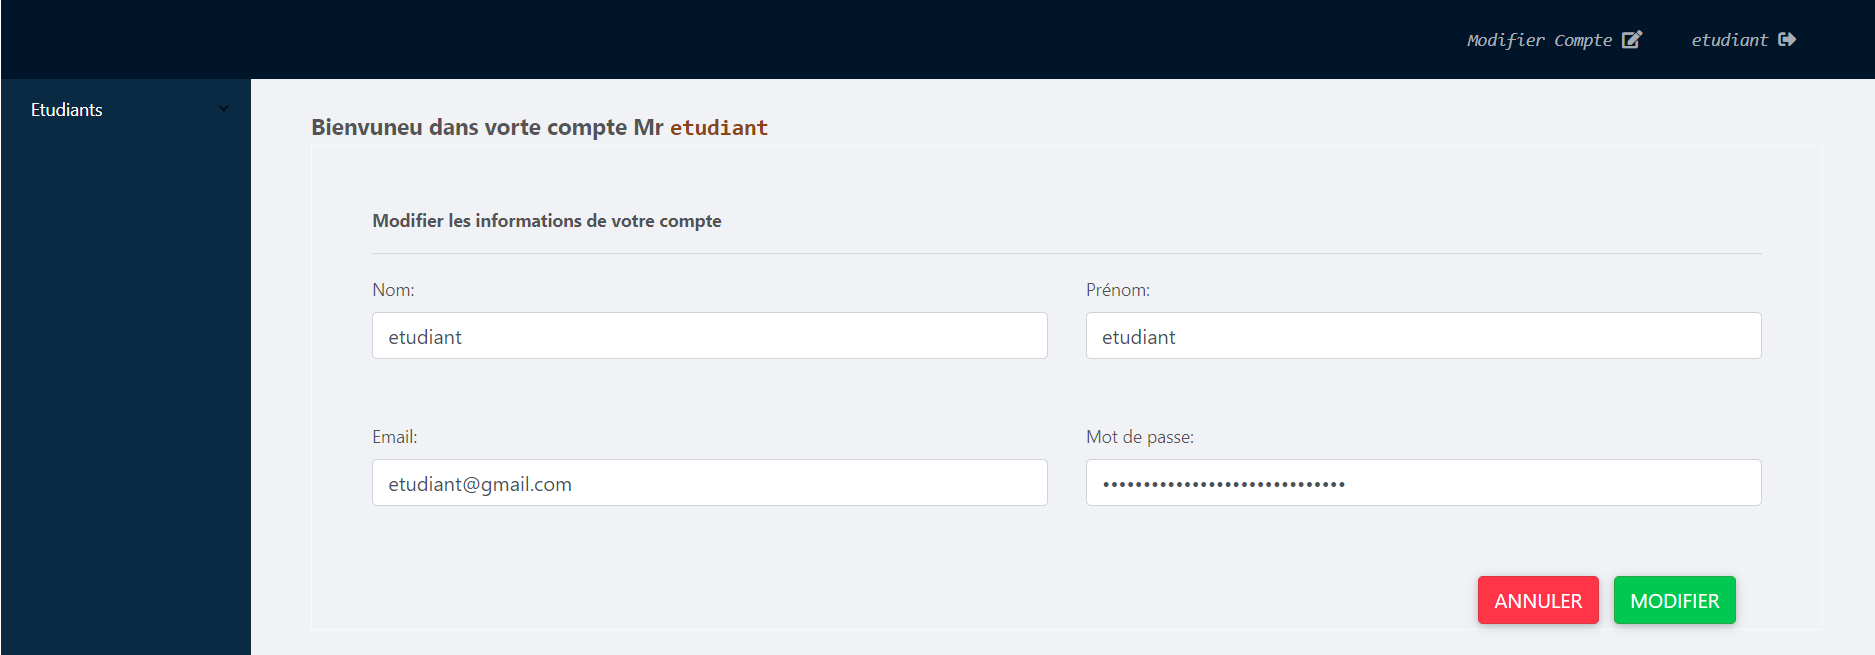 Modifier Compte
etudiant
Etudiants
Bienvuneu dans vorte compte Mr etudiant
Modifier les informations de votre compte
Nom:
Prénom:
etudiant
etudiant
Email:
Mot de passe:
etudiant@gmail.com
••••••••••••••••••••••••••••••
ANNULER
MODIFIER